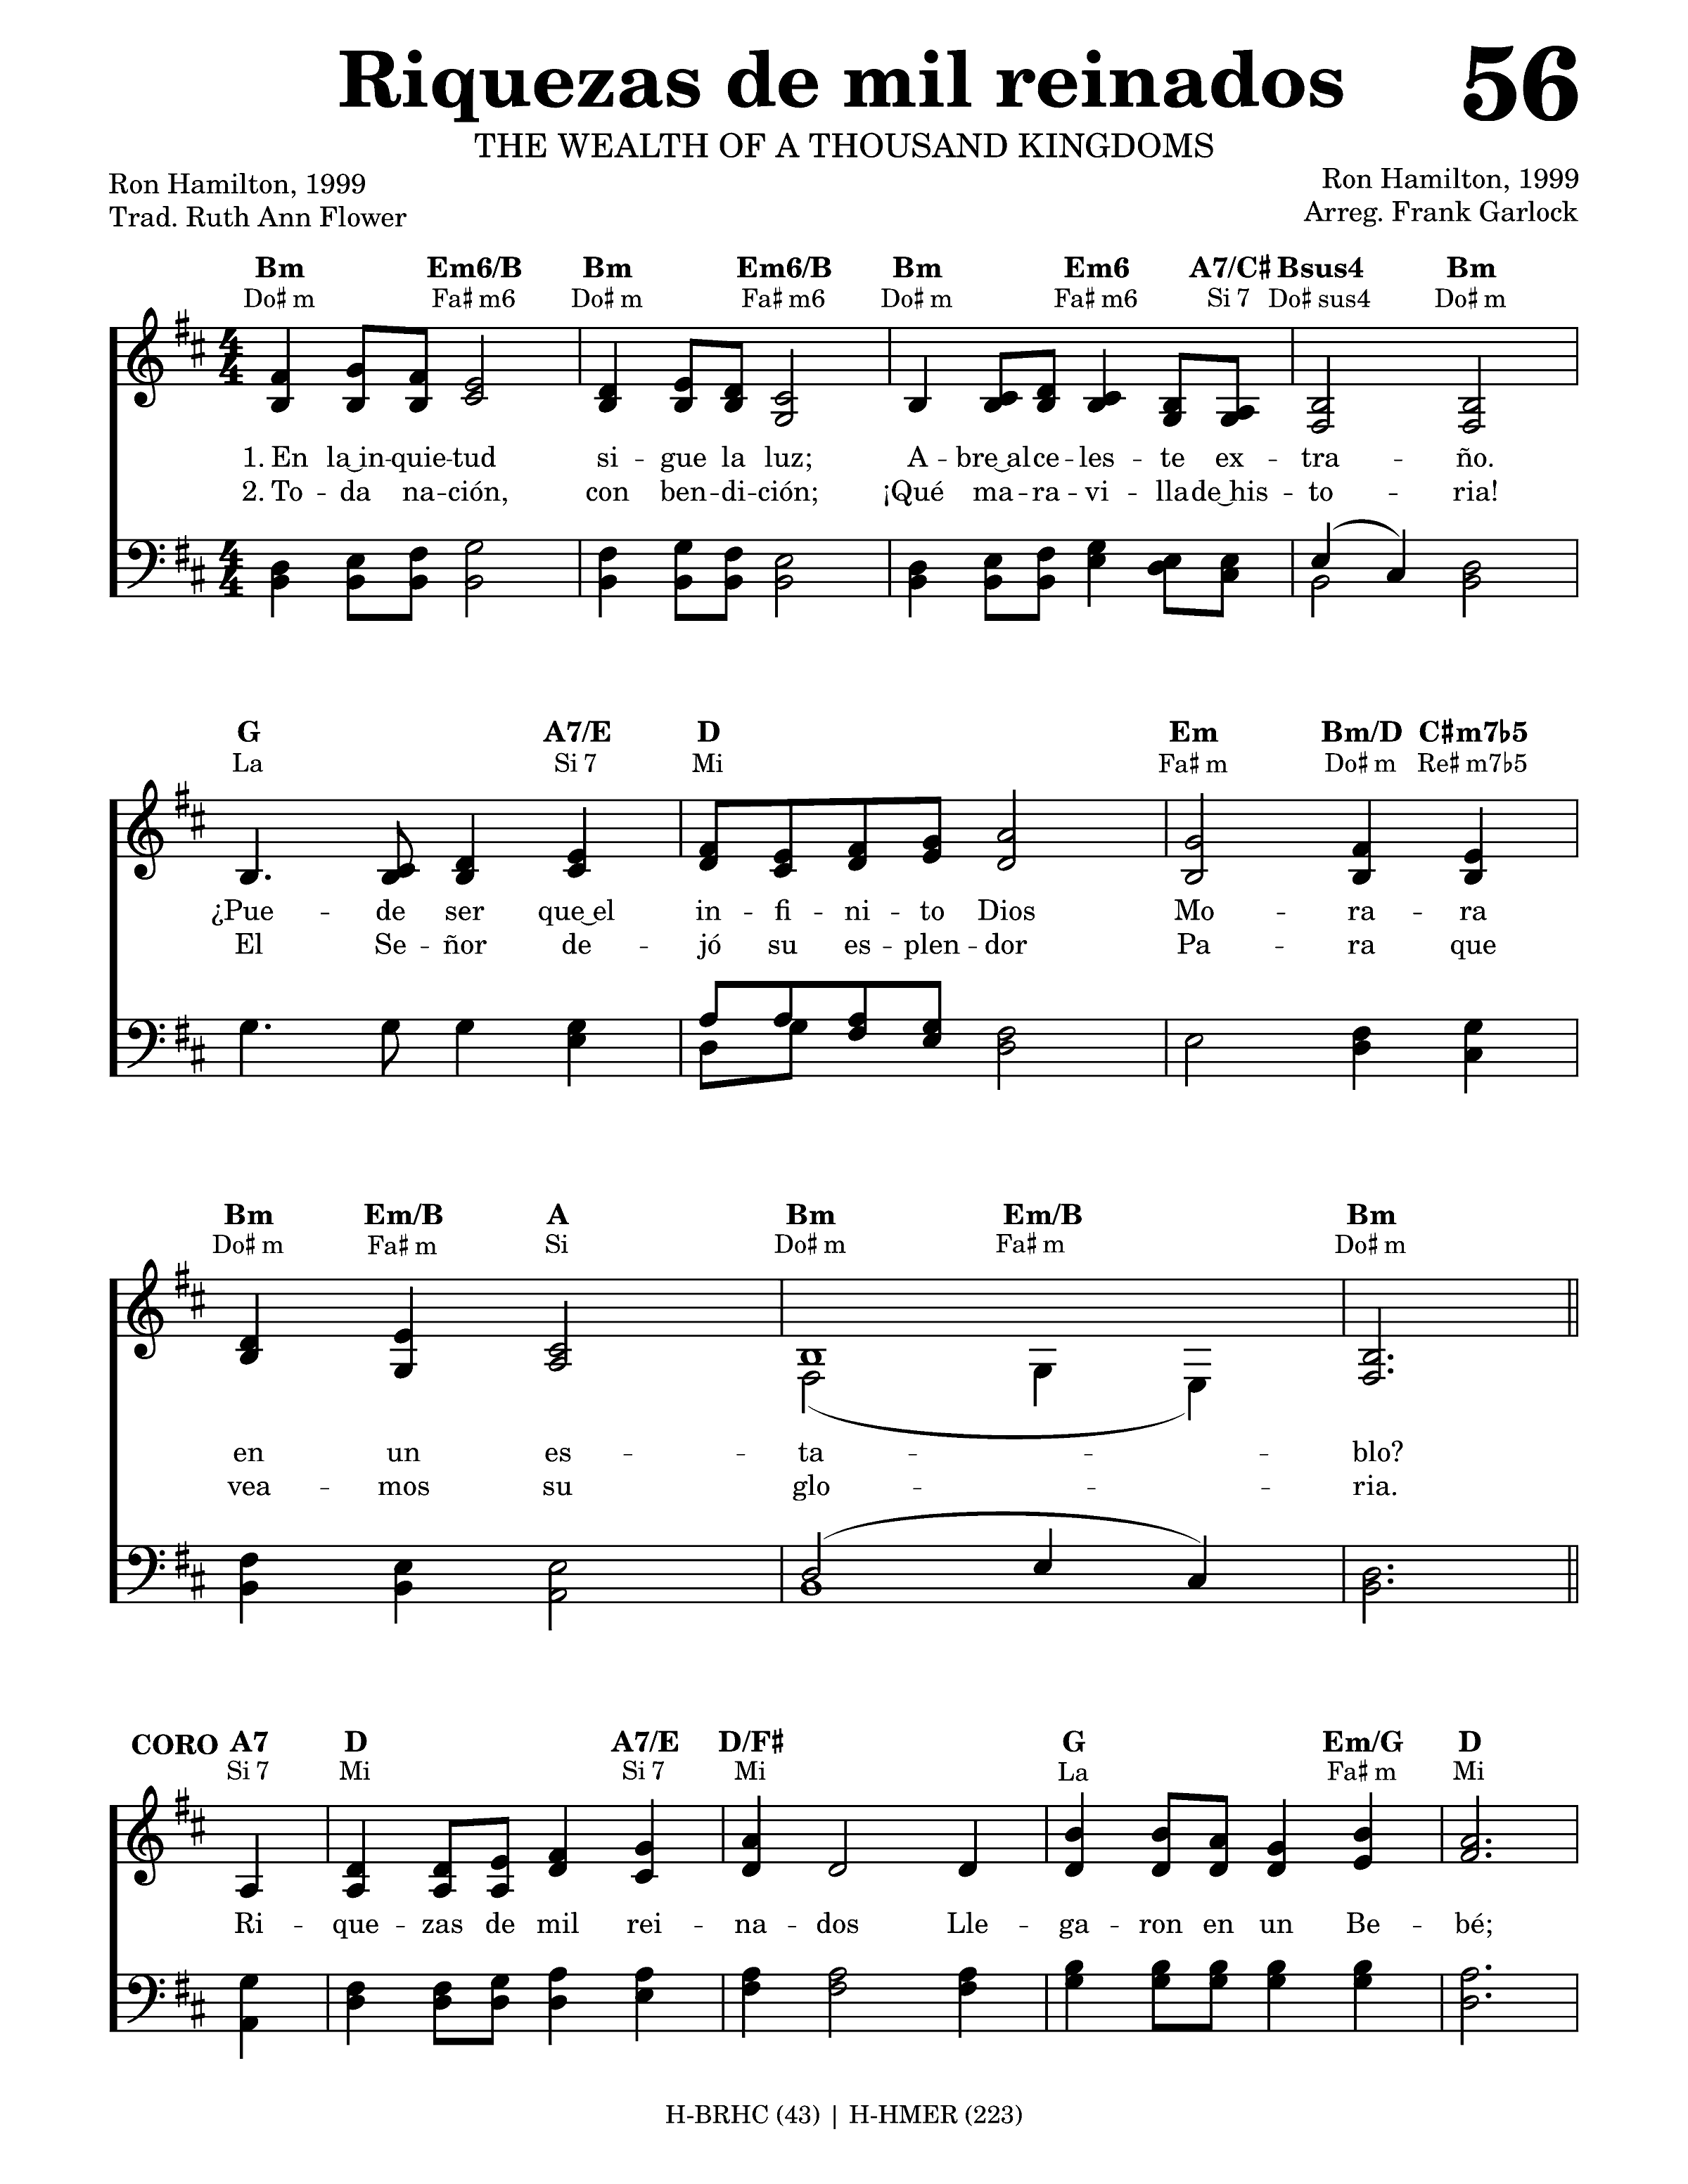 Riquezas de mil reinados
56
THE WEALTH OF A THOUSAND KINGDOMS
Ron Hamilton, 1999
Trad. Ruth Ann Flower
Ron Hamilton, 1999
Arreg. Frank Garlock
Bm Em6/B Bm Em6/B Bm Em6 A7/C♯ Bsus4 Bm
Do♯ m Fa♯ m6 Do♯ m Fa♯ m6 Do♯ m Fa♯ m6 Si 7 Do♯ sus4 Do♯ m
1. En la‿in -- quie -- tud si -- gue la luz; A -- bre‿al -- ce -- les -- te ex -- tra -- ño.
2. To -- da na -- ción, con ben -- di -- ción; ¡Qué ma -- ra -- vi -- lla de‿his -- to -- ria!
G A7/E D Em Bm/D C♯m7♭5
La Si 7 Mi Fa♯ m Do♯ m Re♯ m7♭5
¿Pue -- de ser que‿el in -- fi -- ni -- to Dios Mo -- ra -- ra
El Se -- ñor de -- jó su es -- plen -- dor Pa -- ra que
Bm Em/B A Bm Em/B Bm
Do♯ m Fa♯ m Si Do♯ m Fa♯ m Do♯ m
en un es -- ta -- blo?
vea -- mos su glo -- ria.
CORO A7 D A7/E D/F♯ G Em/G D
Si 7 Mi Si 7 Mi La Fa♯ m Mi
Ri -- que -- zas de mil rei -- na -- dos Lle -- ga -- ron en un Be -- bé;
H-BRHC (43) | H-HMER (223)